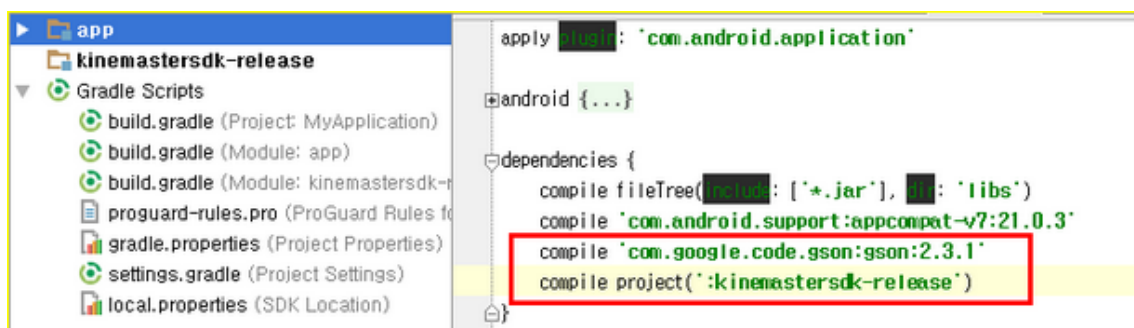 app
kinemastersdk-release
Gradle Scripts
build.gradle (Project: MyApplication)
build.gradle (Module: app)
build.gradle (Module: kinemastersdk-r
proguard-rules.pro (ProGuard Rules fo
gradle.properties (Project Properties)
settings.gradle (Project Settings)
local.properties (SDK Location)
apply plugin: 'com.android.application'
android {...}
dependencies {
compile fileTree(include: ['*.jar'], dir: 'libs')
compile 'com.android.support:appcompat-v7:21.0.3'
compile 'com.google.code.gson:gson:2.3.1'
compile project(':kinemastersdk-release')
}